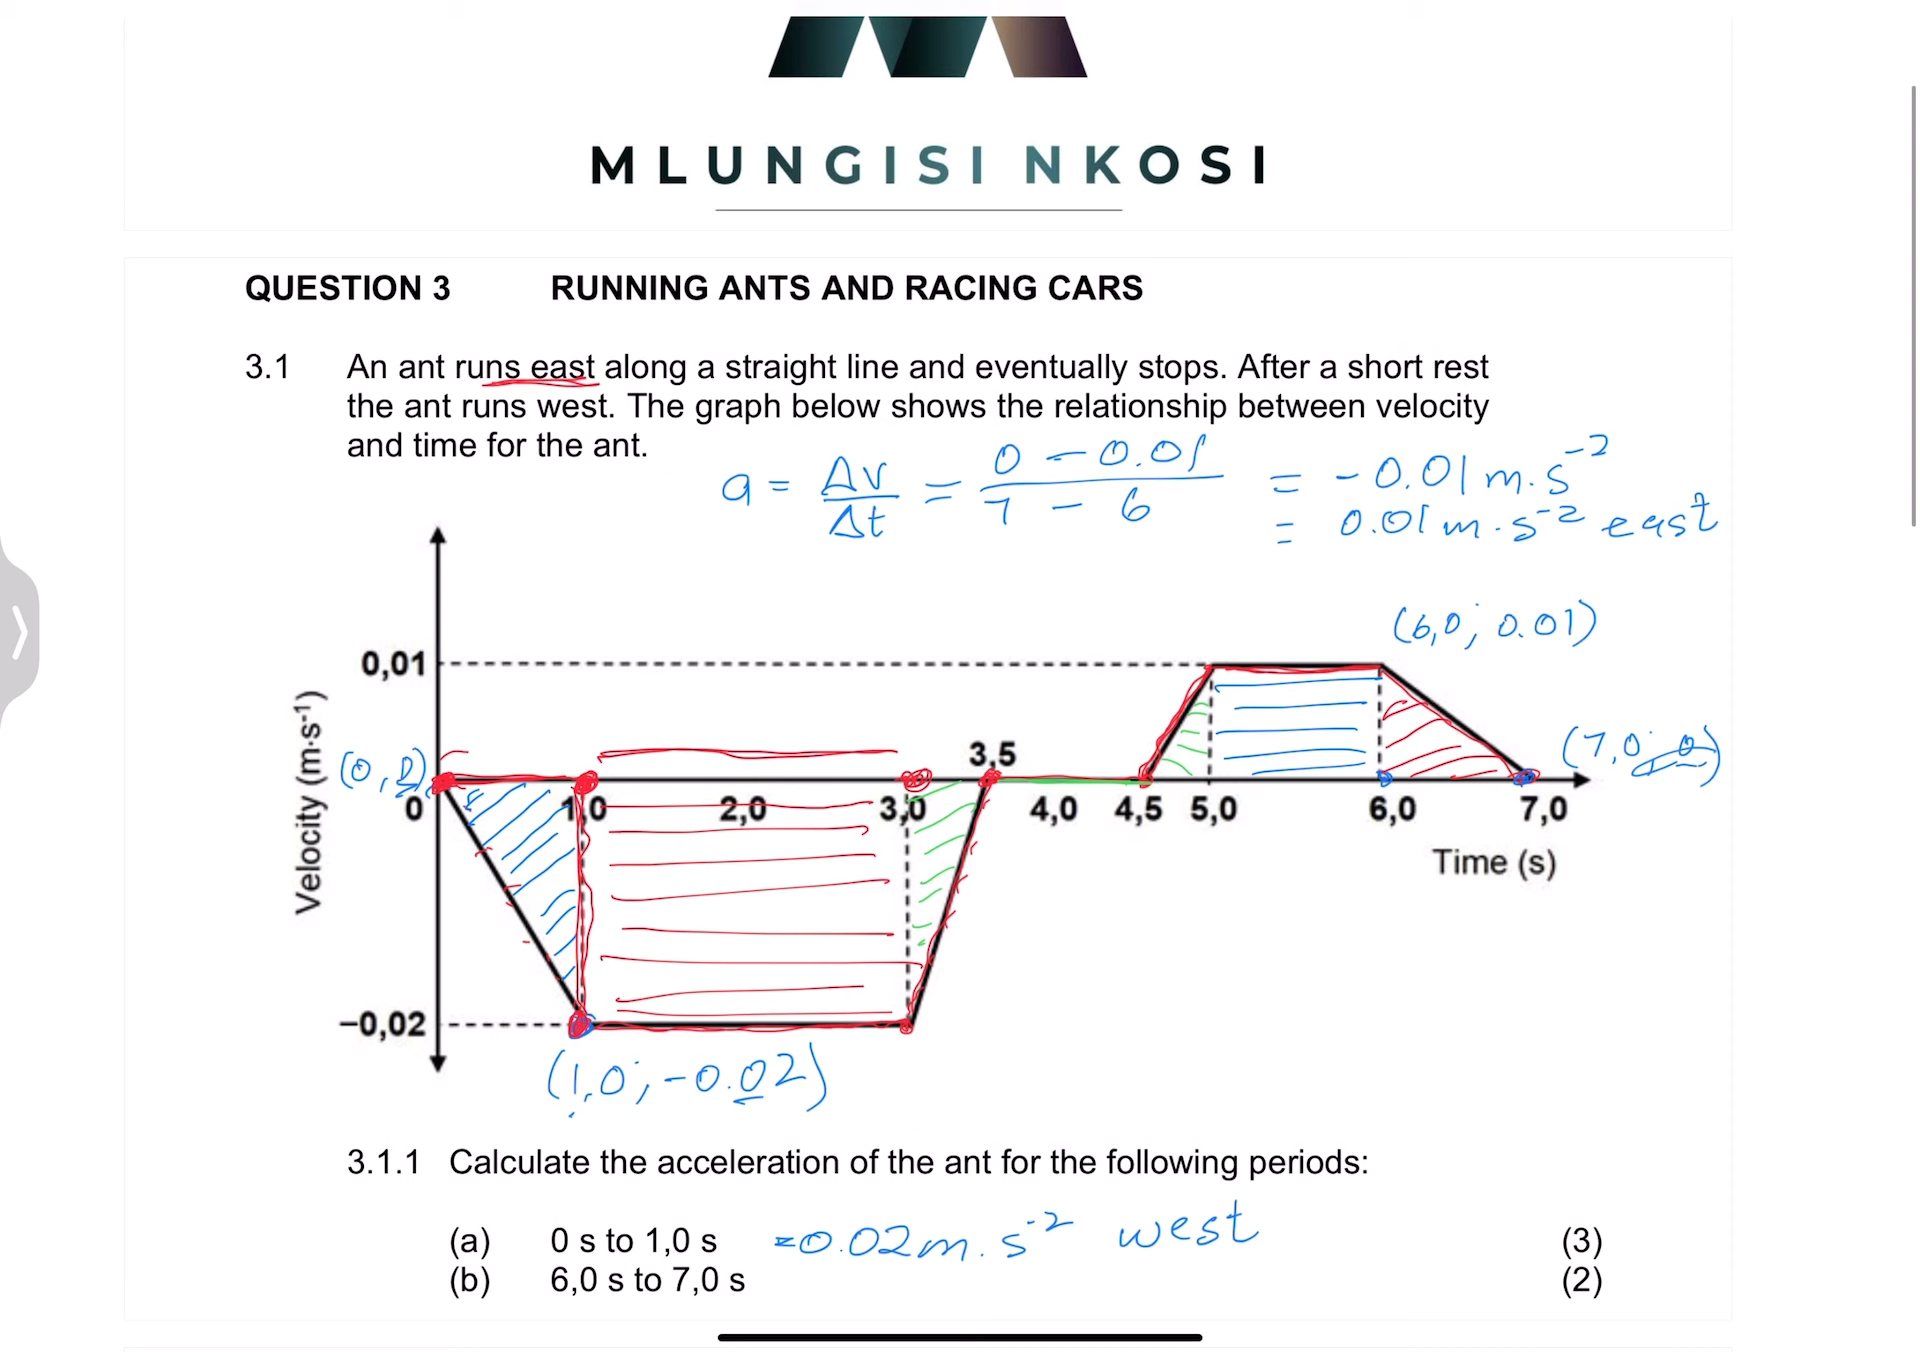 MLUNGISI NKOSI
QUESTION 3 RUNNING ANTS AND RACING CARS
3.1 An ant runs east along a straight line and eventually stops. After a short rest
the ant runs west. The graph below shows the relationship between velocity
and time for the ant.
a = Δv/Δt = 0 - 0.01/7 - 6 = -0.01 m.s⁻²
= 0.01 m.s⁻² east
(6,0; 0.01)
0,01
(7,0; 0)
3,5
(0, 0)
0 1,0 2,0 3,0 4,0 4,5 5,0 6,0 7,0
Velocity (m·s⁻¹)
Time (s)
−0,02
(1,0; -0.02)
3.1.1 Calculate the acceleration of the ant for the following periods:
(a) 0 s to 1,0 s =0.02 m.s⁻² west (3)
(b) 6,0 s to 7,0 s (2)